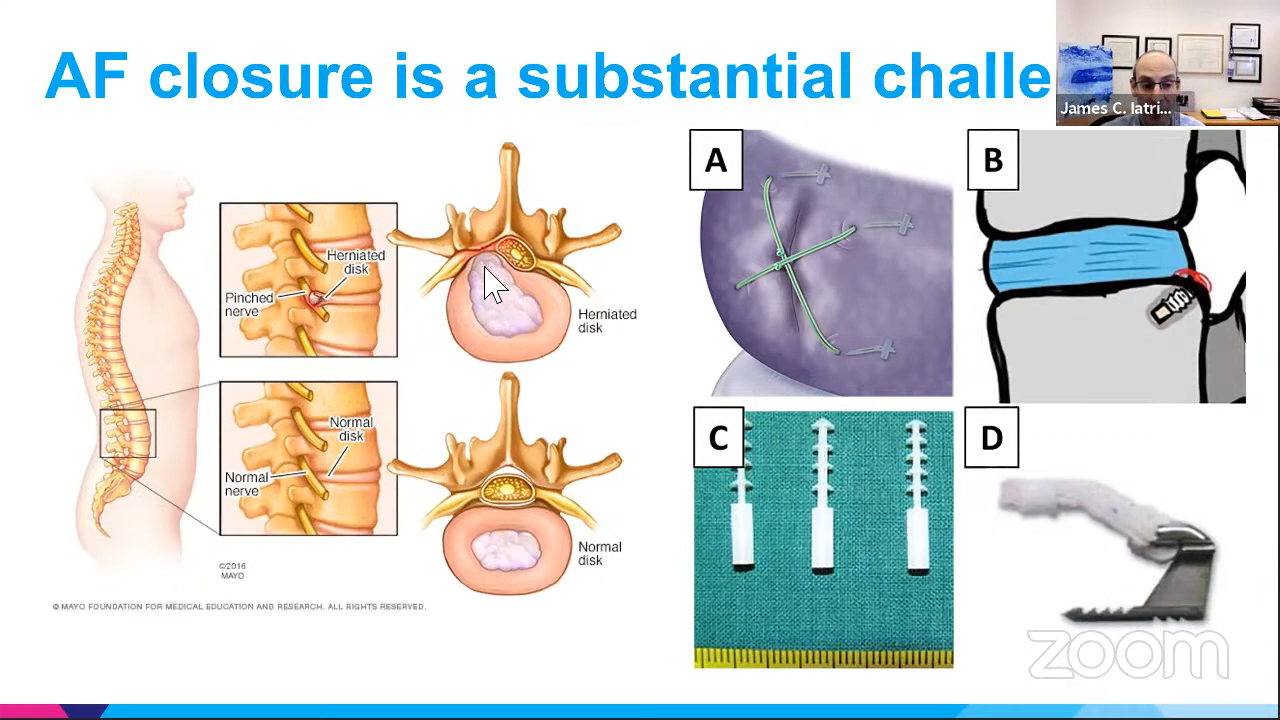 AF closure is a substantial challe
James C. Iatri...
Herniated
disk
Pinched
nerve
Herniated
disk
Normal
disk
Normal
nerve
Normal
disk
©2016
MAYO
© MAYO FOUNDATION FOR MEDICAL EDUCATION AND RESEARCH. ALL RIGHTS RESERVED.
A
B
C
D
zoom